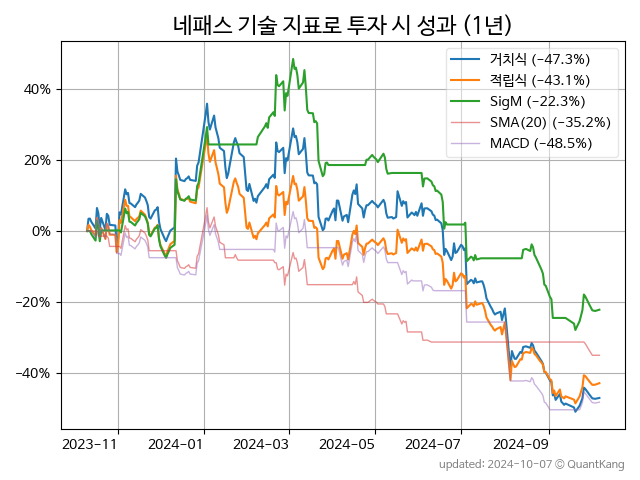 네패스 기술 지표로 투자 시 성과 (1년)
거치식 (−47.3%)
적립식 (−43.1%)
SigM (−22.3%)
SMA(20) (−35.2%)
MACD (−48.5%)
40%
20%
0%
−20%
−40%
2023-11 2024-01 2024-03 2024-05 2024-07 2024-09
updated: 2024-10-07 © QuantKang